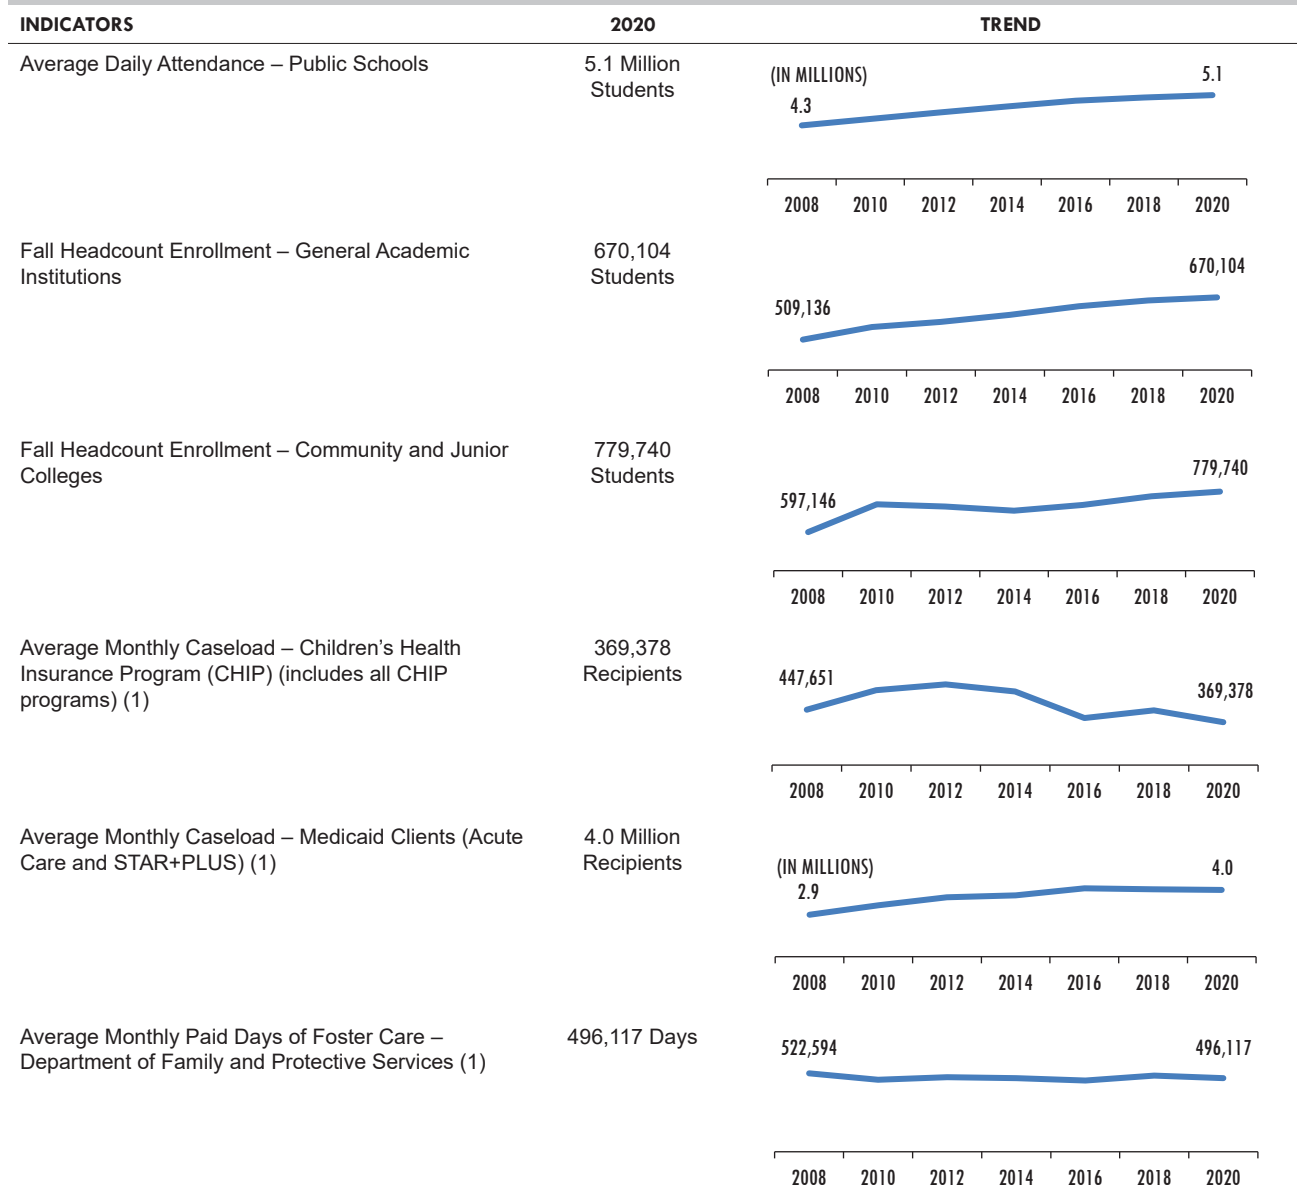 INDICATORS 2020 TREND
Average Daily Attendance – Public Schools
5.1 Million
Students
(IN MILLIONS)
4.3
5.1
2008 2010 2012 2014 2016 2018 2020
Fall Headcount Enrollment – General Academic
Institutions
670,104
Students
509,136
670,104
2008 2010 2012 2014 2016 2018 2020
Fall Headcount Enrollment – Community and Junior
Colleges
779,740
Students
597,146
779,740
2008 2010 2012 2014 2016 2018 2020
Average Monthly Caseload – Children’s Health
Insurance Program (CHIP) (includes all CHIP
programs) (1)
369,378
Recipients
447,651
369,378
2008 2010 2012 2014 2016 2018 2020
Average Monthly Caseload – Medicaid Clients (Acute
Care and STAR+PLUS) (1)
4.0 Million
Recipients
(IN MILLIONS)
2.9
4.0
2008 2010 2012 2014 2016 2018 2020
Average Monthly Paid Days of Foster Care –
Department of Family and Protective Services (1)
496,117 Days
522,594
496,117
2008 2010 2012 2014 2016 2018 2020